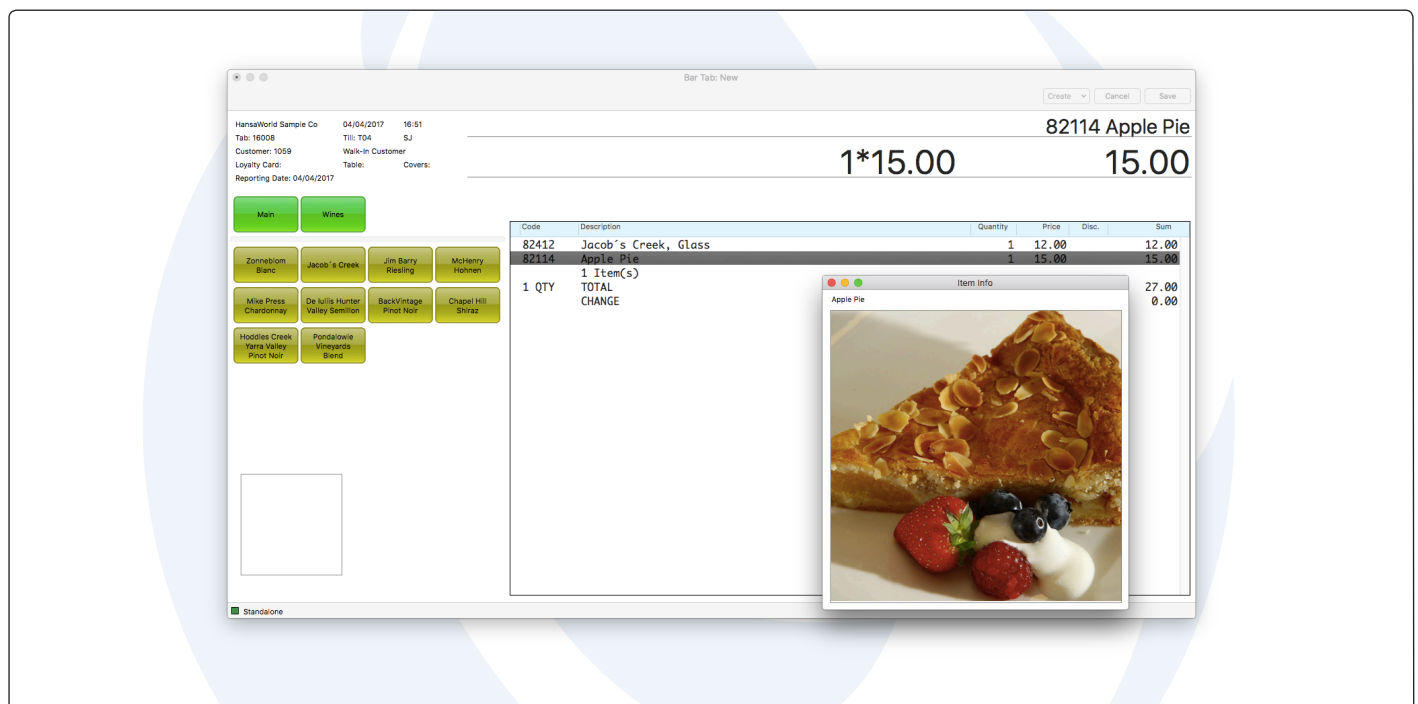 Bar Tab: New
Create Cancel Save
HansaWorld Sample Co 04/04/2017 16:51
Tab: 16008 Till: T04 SJ
Customer: 1059 Walk-In Customer
Loyalty Card: Table: Covers:
Reporting Date: 04/04/2017
82114 Apple Pie
1*15.00 15.00
Main Wines
Zonneblom Blanc
Jacob´s Creek
Jim Barry Riesling
McHenry Hohnen
Mike Press Chardonnay
De Iuliis Hunter Valley Semillon
BackVintage Pinot Noir
Chapel Hill Shiraz
Hoddles Creek Yarra Valley Pinot Noir
Pondalowie Vineyards Blend
Code Description Quantity Price Disc. Sum
82412 Jacob´s Creek, Glass 1 12.00 12.00
82114 Apple Pie 1 15.00 15.00
1 Item(s)
1 QTY TOTAL 27.00
CHANGE 0.00
Item Info
Apple Pie
Standalone